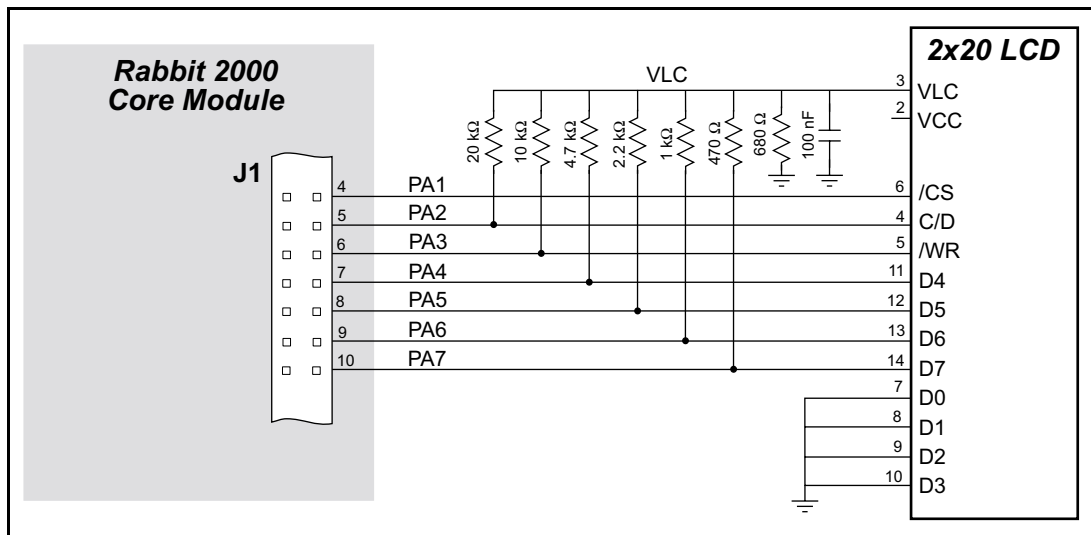 Rabbit 2000
Core Module
J1
4 PA1
5 PA2
6 PA3
7 PA4
8 PA5
9 PA6
10 PA7
VLC
20 kΩ
10 kΩ
4.7 kΩ
2.2 kΩ
1 kΩ
470 Ω
680 Ω
100 nF
2x20 LCD
3 VLC
2 VCC
6 /CS
4 C/D
5 /WR
11 D4
12 D5
13 D6
14 D7
7 D0
8 D1
9 D2
10 D3